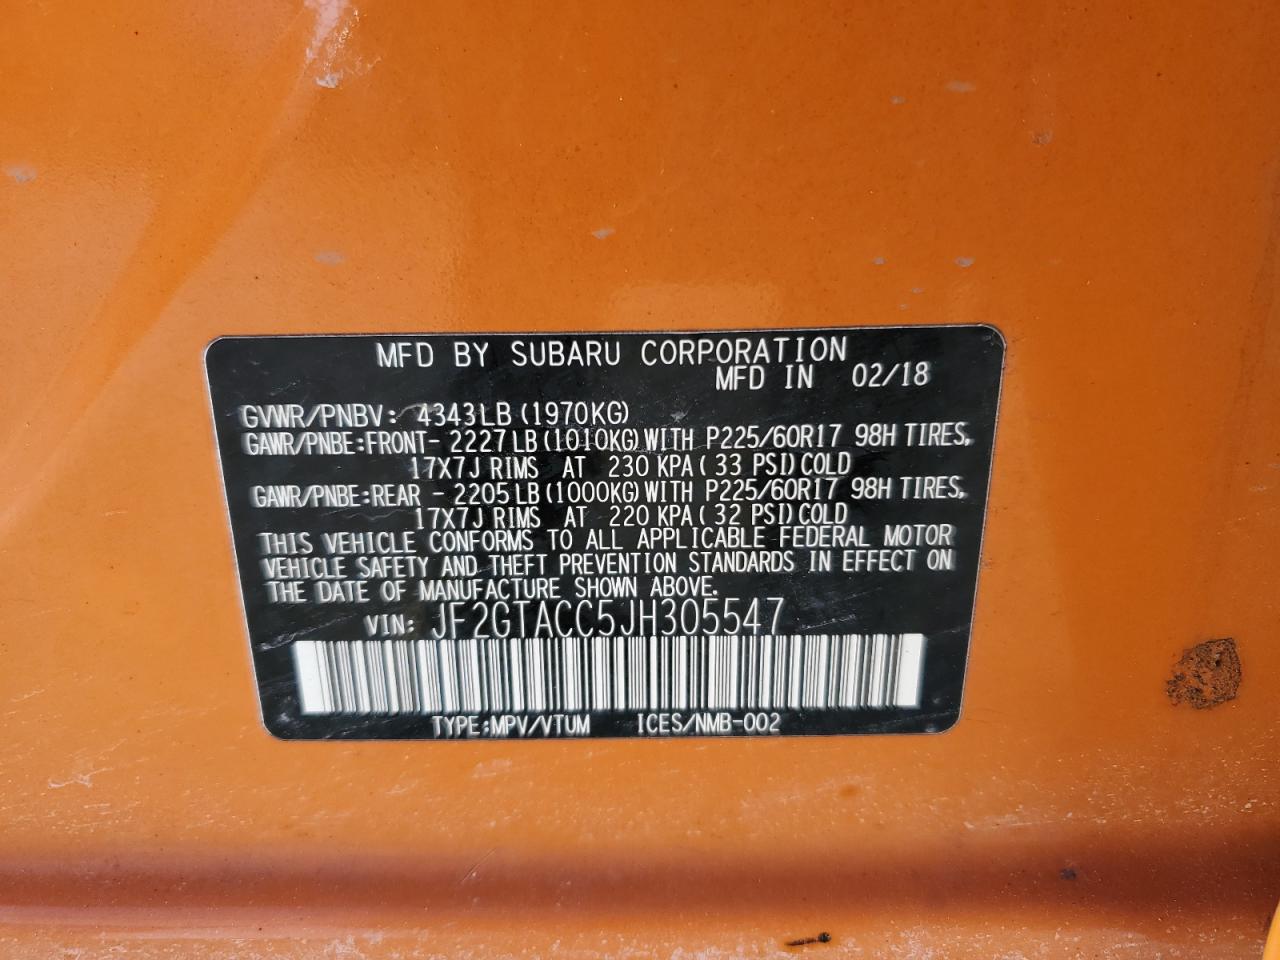 MFD BY SUBARU CORPORATION
MFD IN 02/18
GVWR/PNBV: 4343LB (1970KG)
GAWR/PNBE:FRONT- 2227LB (1010KG) WITH P225/60R17 98H TIRES,
17X7J RIMS AT 230 KPA ( 33 PSI) COLD
GAWR/PNBE:REAR - 2205LB (1000KG) WITH P225/60R17 98H TIRES,
17X7J RIMS AT 220 KPA ( 32 PSI) COLD
THIS VEHICLE CONFORMS TO ALL APPLICABLE FEDERAL MOTOR
VEHICLE SAFETY AND THEFT PREVENTION STANDARDS IN EFFECT ON
THE DATE OF MANUFACTURE SHOWN ABOVE.
VIN: JF2GTACC5JH305547
TYPE:MPV/VTUM ICES/NMB-002